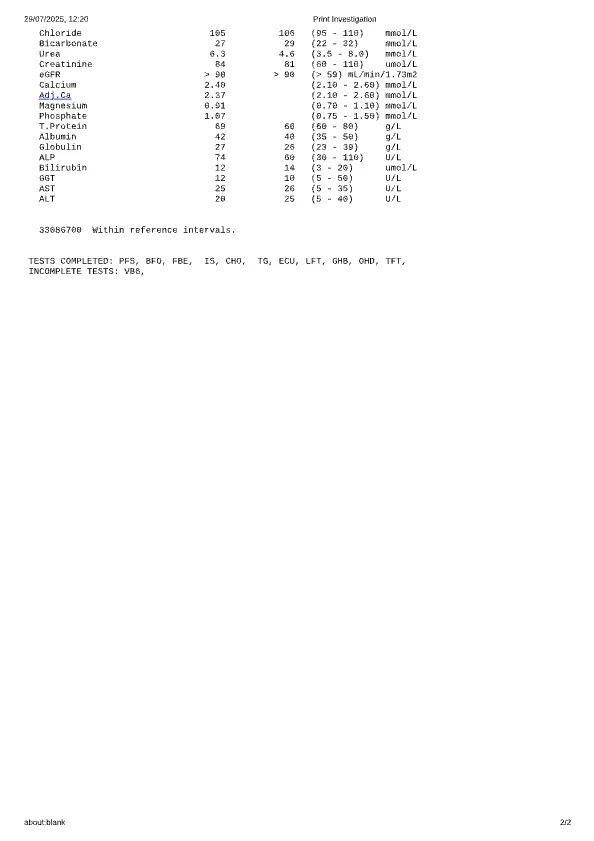 29/07/2025, 12:20 Print Investigation
Chloride 105 106 (95 - 110) mmol/L
Bicarbonate 27 29 (22 - 32) mmol/L
Urea 6.3 4.6 (3.5 - 8.0) mmol/L
Creatinine 84 81 (60 - 110) umol/L
eGFR > 90 > 90 (> 59) mL/min/1.73m2
Calcium 2.40 (2.10 - 2.60) mmol/L
Adj.Ca 2.37 (2.10 - 2.60) mmol/L
Magnesium 0.91 (0.70 - 1.10) mmol/L
Phosphate 1.07 (0.75 - 1.50) mmol/L
T.Protein 69 66 (60 - 80) g/L
Albumin 42 40 (35 - 50) g/L
Globulin 27 26 (23 - 39) g/L
ALP 74 60 (30 - 110) U/L
Bilirubin 12 14 (3 - 20) umol/L
GGT 12 10 (5 - 50) U/L
AST 25 26 (5 - 35) U/L
ALT 20 25 (5 - 40) U/L
33086700 Within reference intervals.
TESTS COMPLETED: PFS, BFO, FBE, IS, CHO, TG, ECU, LFT, GHB, OHD, TFT,
INCOMPLETE TESTS: VB6,
about:blank 2/2